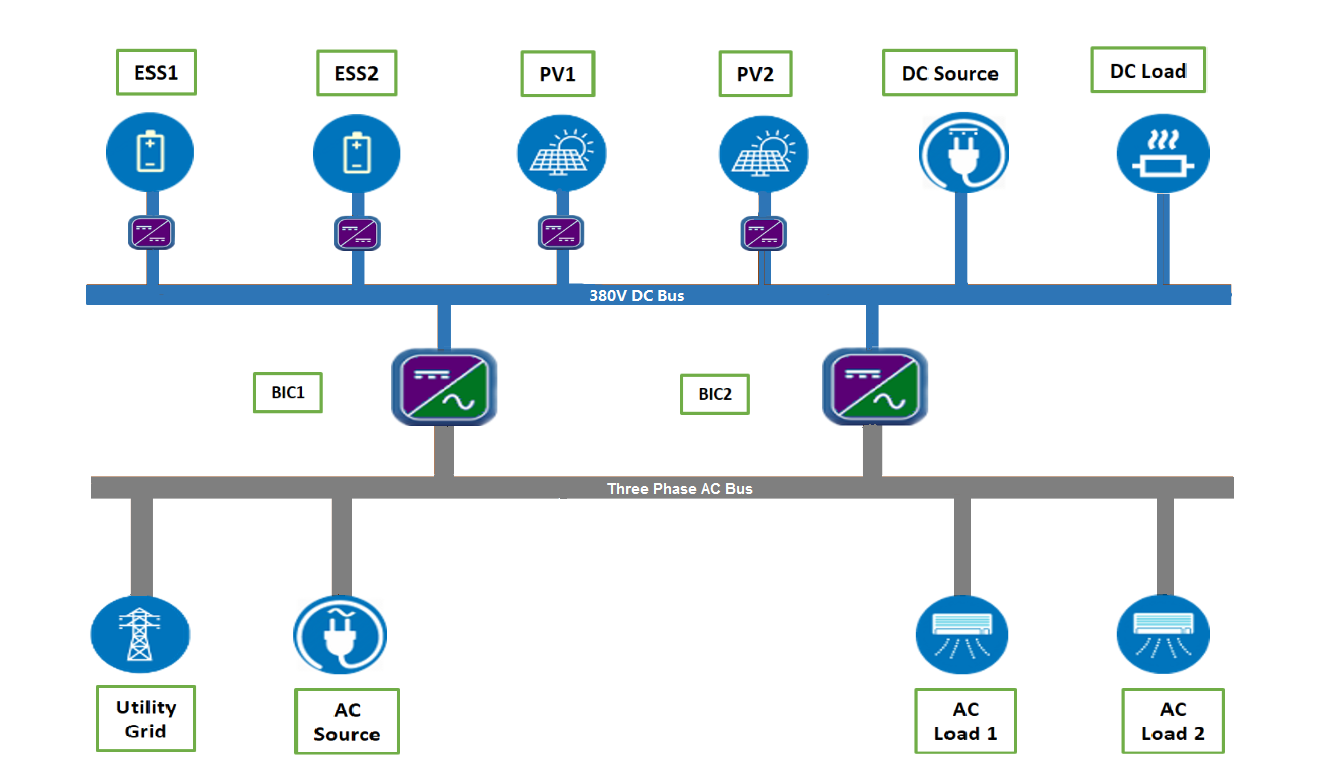 ESS1
ESS2
PV1
PV2
DC Source
DC Load
380V DC Bus
BIC1
BIC2
Three Phase AC Bus
Utility
Grid
AC
Source
AC
Load 1
AC
Load 2